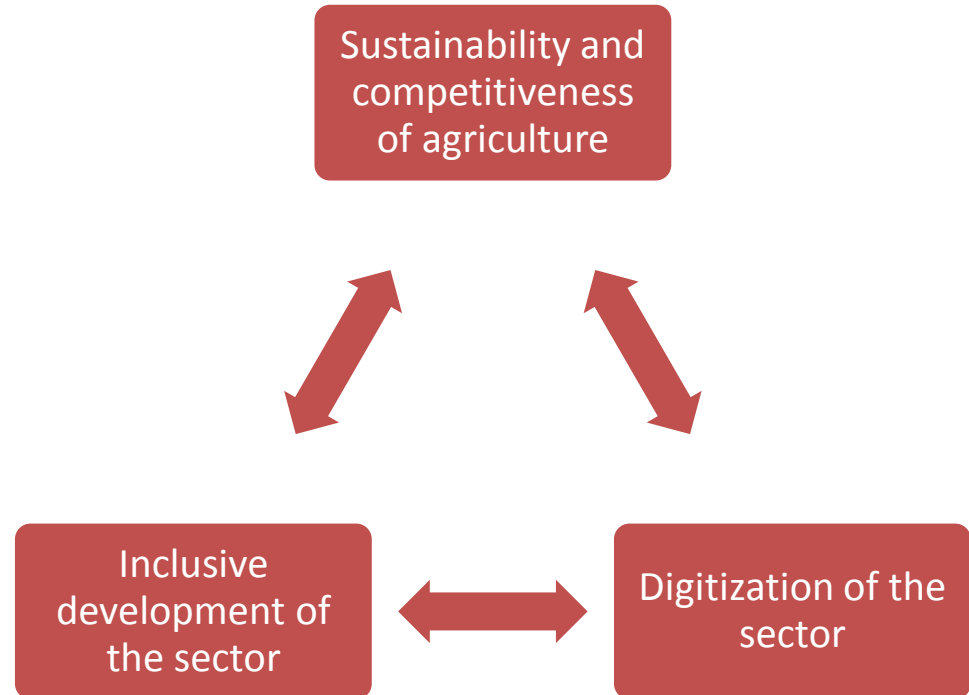 Sustainability and
competitiveness
of agriculture
Inclusive
development of
the sector
Digitization of the
sector